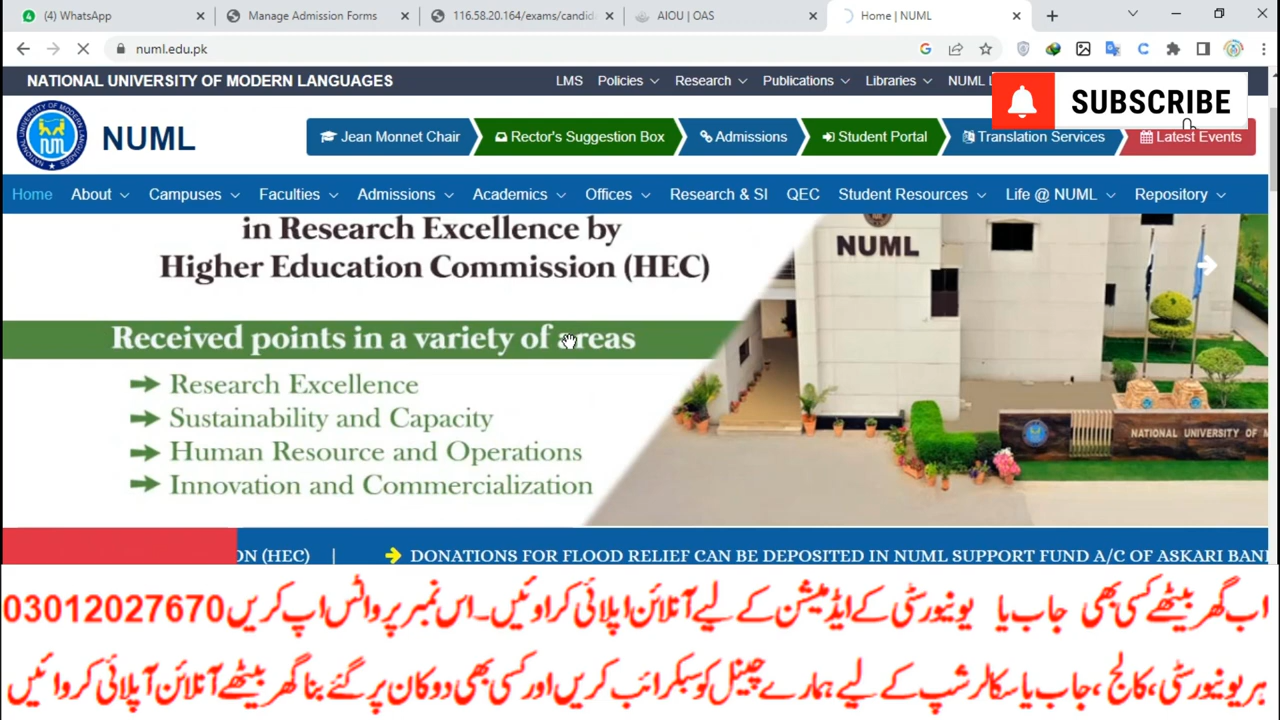 (4) WhatsApp
Manage Admission Forms
116.58.20.164/exams/candid
AIOU | OAS
Home | NUML
numl.edu.pk
NATIONAL UNIVERSITY OF MODERN LANGUAGES
LMS Policies Research Publications Libraries NUML
SUBSCRIBE
NUML
Jean Monnet Chair
Rector's Suggestion Box
Admissions
Student Portal
Translation Services
Latest Events
Home About Campuses Faculties Admissions Academics Offices Research & SI QEC Student Resources Life @ NUML Repository
in Research Excellence by
Higher Education Commission (HEC)
NUML
Received points in a variety of areas
Research Excellence
Sustainability and Capacity
Human Resource and Operations
Innovation and Commercialization
NATIONAL UNIVERSITY OF M
ON (HEC) | DONATIONS FOR FLOOD RELIEF CAN BE DEPOSITED IN NUML SUPPORT FUND A/C OF ASKARI BAN
اب گھر بیٹھے کسی بھی جاب یا یونیورسٹی کے ایڈمیشن کے لیے آنلائن اپلائی کراوئیں۔ اس نمبر پر واٹس اپ کریں 03012027670
ہر یونیورسٹی، کالج ، جاب یا سکالرشپ کے لیے ہمارے چینل کو سبکرائب کریں اور کسی بھی دوکان پر گئے بنا گھر بیٹھے آنلائن آپلائی کروائیں